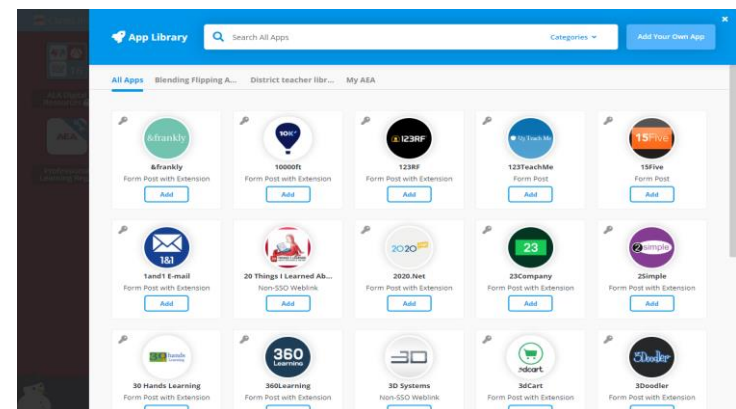 App Library
Search All Apps
Categories
Add Your Own App
All Apps Blending Flipping A... District teacher libr... My AEA
&frankly 10K' 123RF My Teach Me 15Five
&frankly 10000ft 123RF 123TeachMe 15Five
Form Post with Extension Form Post with Extension Form Post with Extension Form Post Form Post
Add Add Add Add Add
1&1 2020 23 2simple
1and1 E-mail 20 Things I Learned Ab... 2020.Net 23Company 2Simple
Form Post with Extension Non-SSO Weblink Form Post with Extension Form Post with Extension Form Post with Extension
Add Add Add Add Add
30 hands Learning 360 Learning 3D 3dcart 3Doodler
30 Hands Learning 360Learning 3D Systems 3dCart 3Doodler
Form Post with Extension Form Post with Extension Non-SSO Weblink Form Post with Extension Form Post with Extension